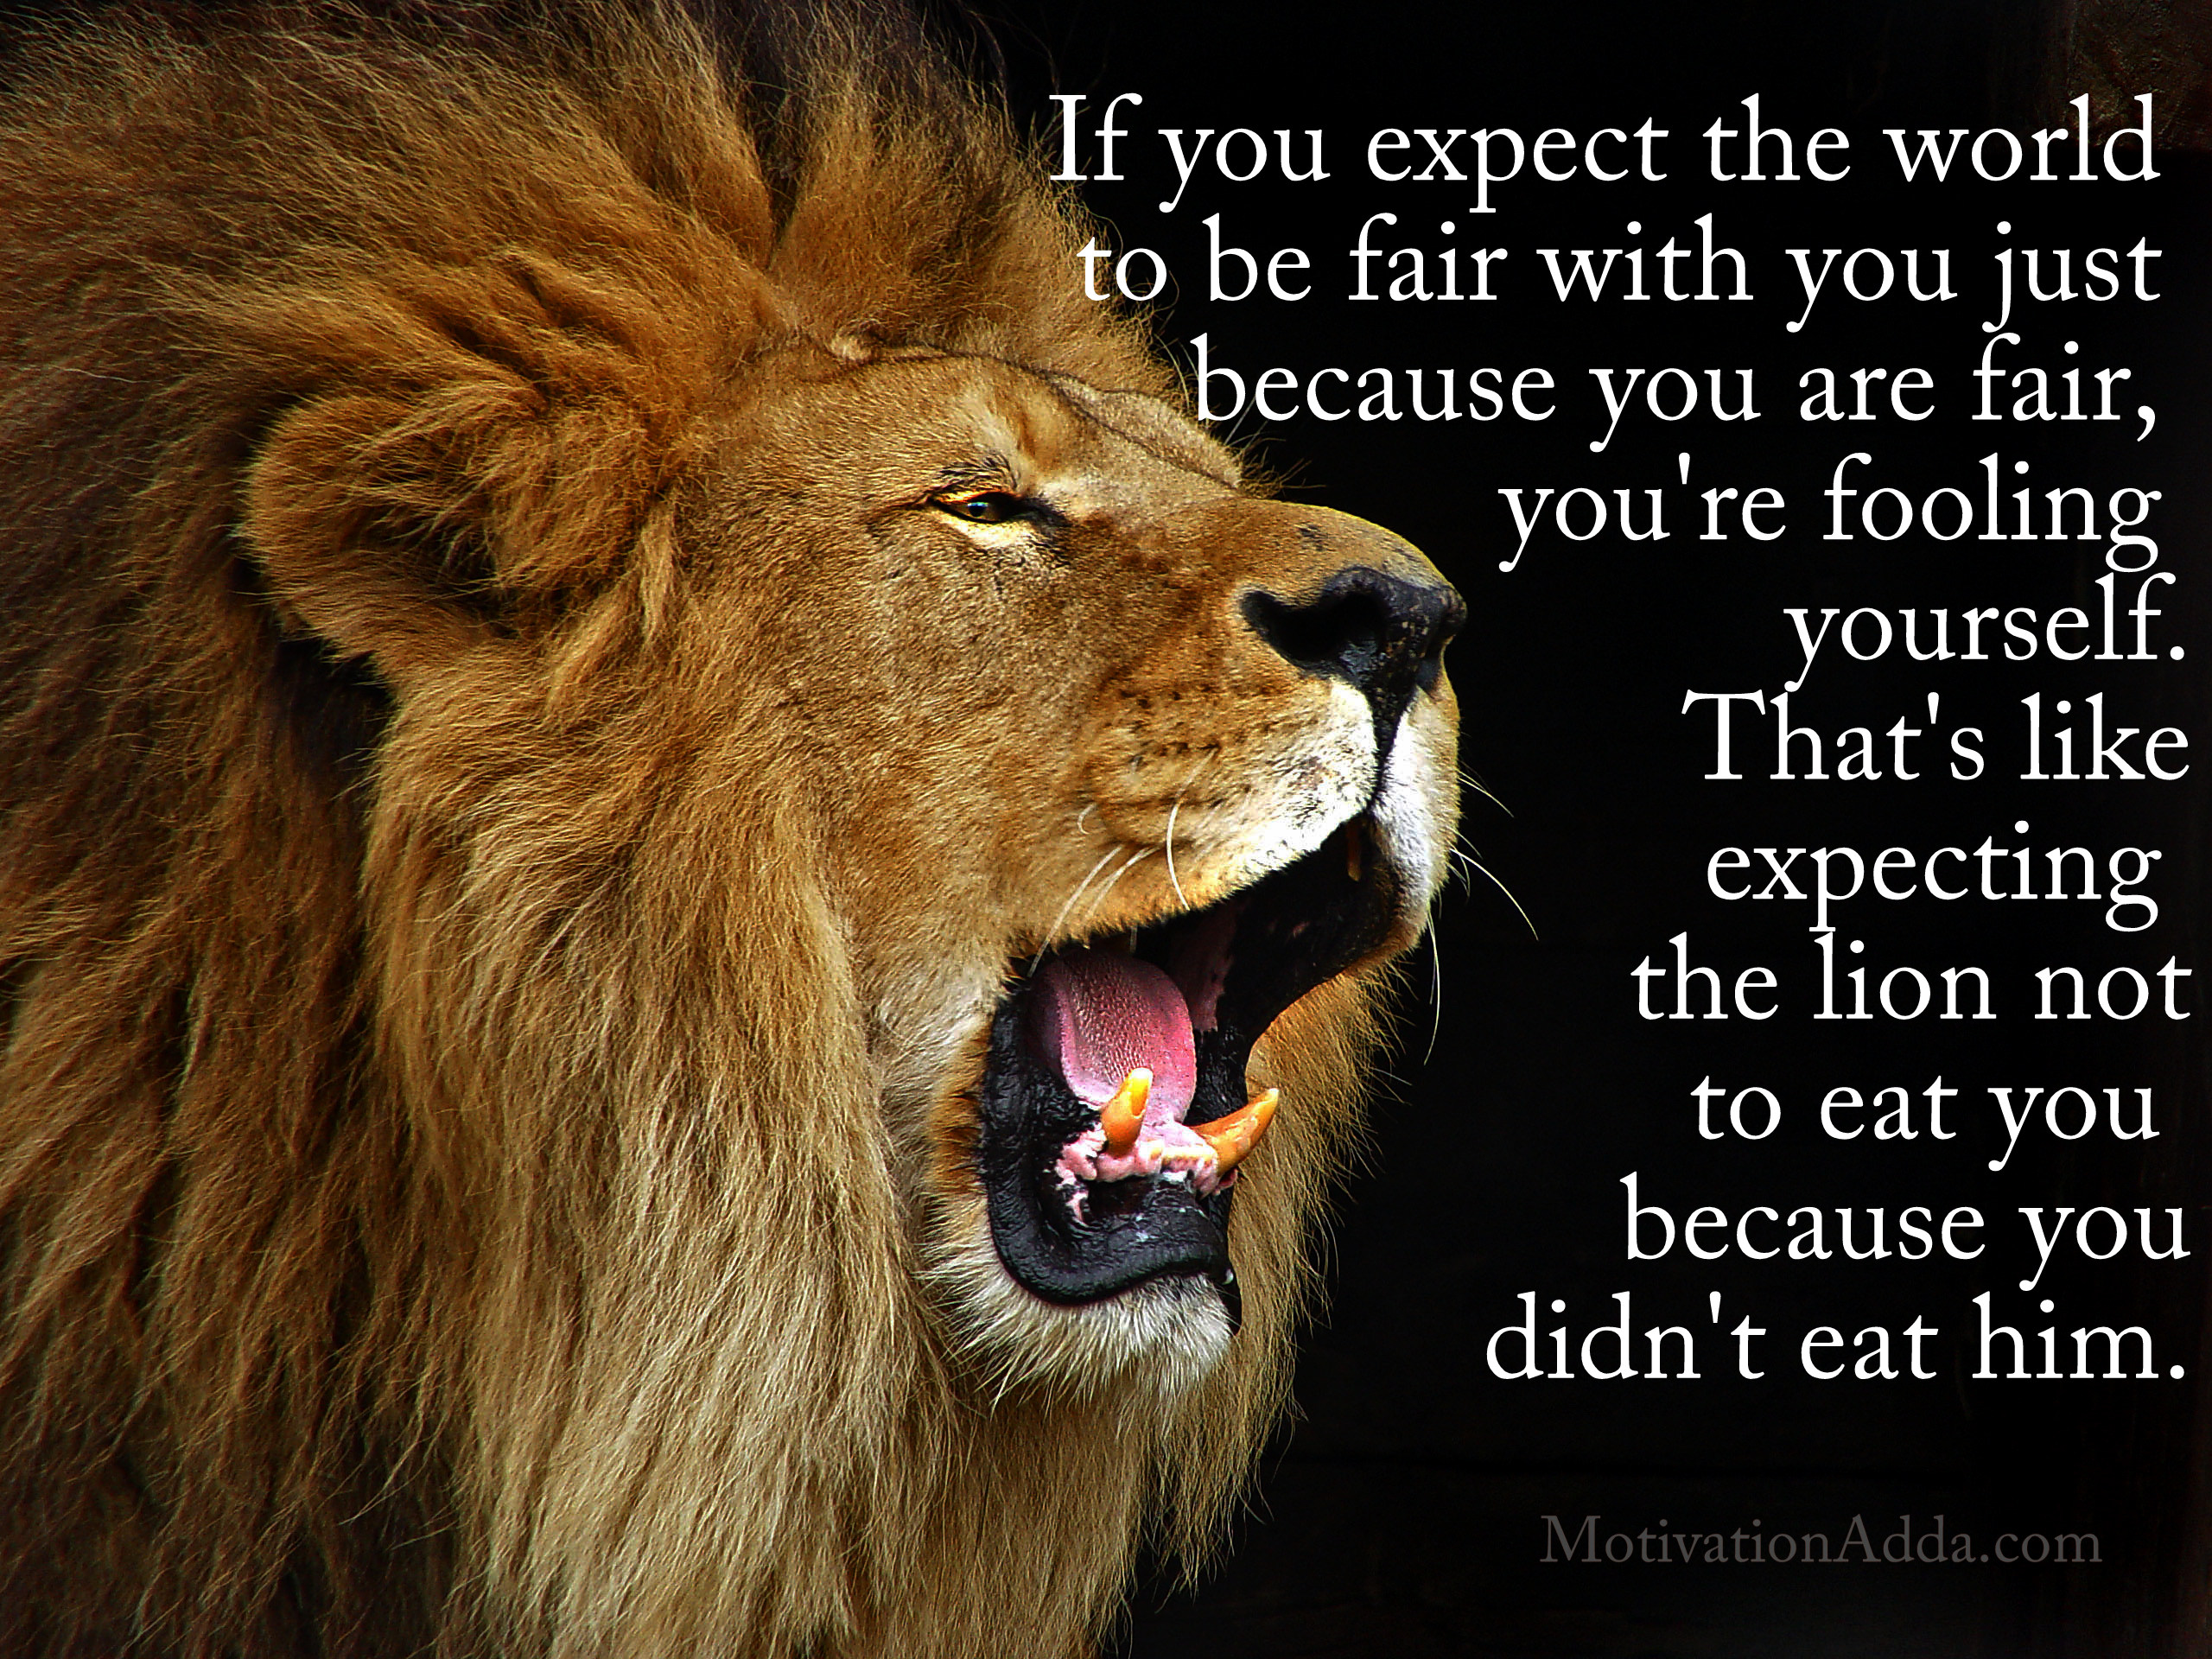 If you expect the world
to be fair with you just
because you are fair,
you're fooling
yourself.
That's like
expecting
the lion not
to eat you
because you
didn't eat him.
MotivationAdda.com